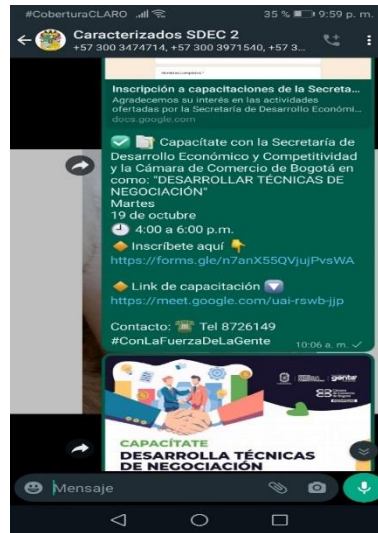 #CoberturaCLARO
35 % 9:59 p. m.
Caracterizados SDEC 2
+57 300 3474714, +57 300 3971540, +57 3...
Inscripción a capacitaciones de la Secreta...
Agradecemos su interés en las actividades
ofertadas por la Secretaría de Desarrollo Económi...
docs.google.com
✅ 📑 Capacítate con la Secretaría de
Desarrollo Económico y Competitividad
y la Cámara de Comercio de Bogotá en
como: "DESARROLLAR TÉCNICAS DE
NEGOCIACIÓN"
Martes
19 de octubre
🕓 4:00 a 6:00 p.m.
🔶 Inscríbete aquí 👇
https://forms.gle/n7anX55QVjujPvsWA
🔶 Link de capacitación 🔽
https://meet.google.com/uai-rswb-jjp
Contacto: ☎ Tel 8726149
#ConLaFuerzaDeLaGente
10:06 a. m. ✓
gente
CAPACÍTATE
DESARROLLA TÉCNICAS
DE NEGOCIACIÓN
Mensaje